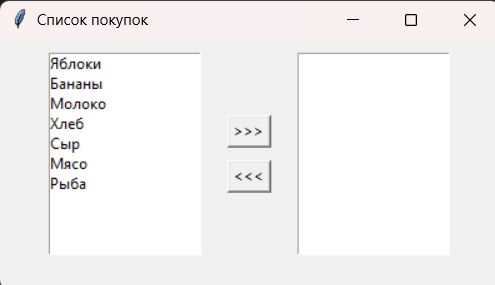 Список покупок
Яблоки
Бананы
Молоко
Хлеб
Сыр
Мясо
Рыба
>>>
<<<